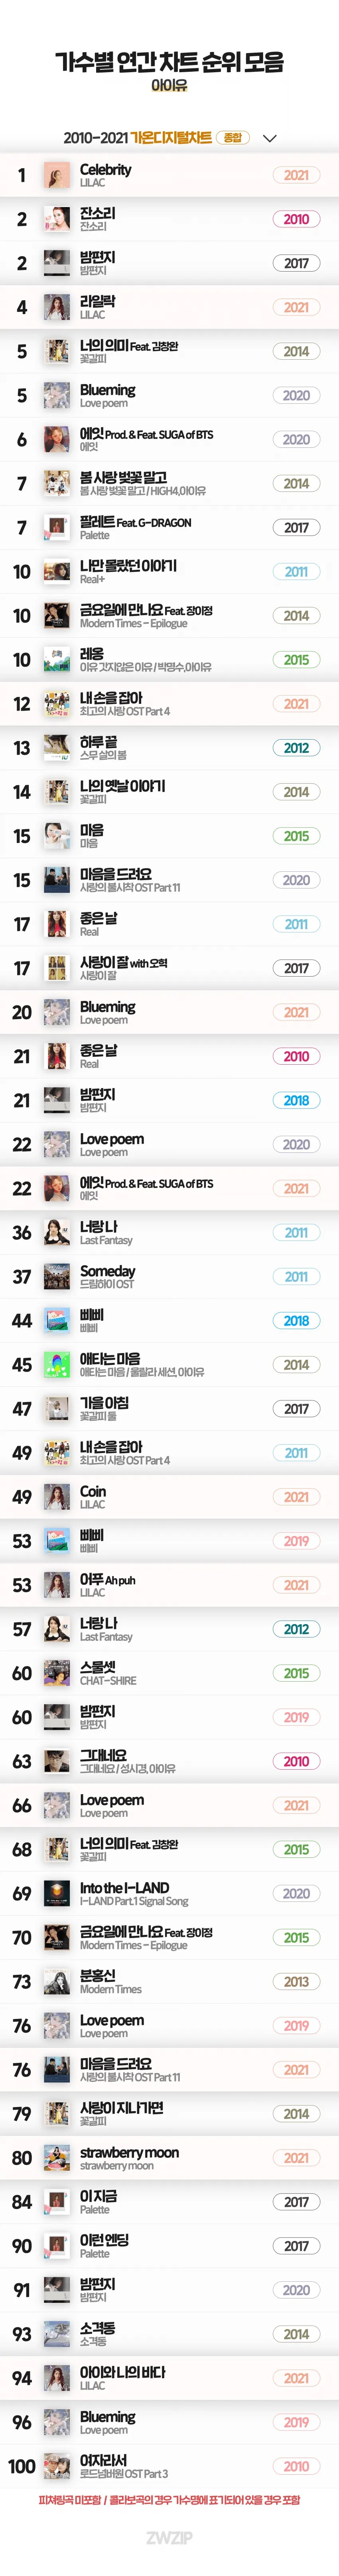 가수별 연간 차트 순위 모음
아이유
2010-2021 가온디지털차트 종합
1 Celebrity 2021
LILAC
2 잔소리 2010
잔소리
2 밤편지 2017
밤편지
4 라일락 2021
LILAC
5 너의 의미 Feat. 김창완 2014
꽃갈피
5 Blueming 2020
Love poem
6 에잇 Prod. & Feat. SUGA of BTS 2020
에잇
7 봄 사랑 벚꽃 말고 2014
봄 사랑 벚꽃 말고 / HIGH4,아이유
7 팔레트 Feat. G-DRAGON 2017
Palette
10 나만 몰랐던 이야기 2011
Real+
10 금요일에 만나요 Feat. 장이정 2014
Modern Times - Epilogue
10 레옹 2015
이유 갓지않은 이유 / 박명수,아이유
12 내 손을 잡아 2021
최고의 사랑 OST Part 4
13 하루 끝 2012
스무 살의 봄
14 나의 옛날 이야기 2014
꽃갈피
15 마음 2015
마음
15 마음을 드려요 2020
사랑의 불시착 OST Part 11
17 좋은 날 2011
Real
17 사랑이 잘 with 오혁 2017
사랑이 잘
20 Blueming 2021
Love poem
21 좋은 날 2010
Real
21 밤편지 2018
밤편지
22 Love poem 2020
Love poem
22 에잇 Prod. & Feat. SUGA of BTS 2021
에잇
36 너랑 나 2011
Last Fantasy
37 Someday 2011
드림하이 OST
44 삐삐 2018
삐삐
45 애타는 마음 2014
애타는 마음 / 울랄라 세션, 아이유
47 가을 아침 2017
꽃갈피 둘
49 내 손을 잡아 2011
최고의 사랑 OST Part 4
49 Coin 2021
LILAC
53 삐삐 2019
삐삐
53 어푸 Ah puh 2021
LILAC
57 너랑 나 2012
Last Fantasy
60 스물셋 2015
CHAT-SHIRE
60 밤편지 2019
밤편지
63 그대네요 2010
그대네요 / 성시경, 아이유
66 Love poem 2021
Love poem
68 너의 의미 Feat. 김창완 2015
꽃갈피
69 Into the I-LAND 2020
I-LAND Part.1 Signal Song
70 금요일에 만나요 Feat. 장이정 2015
Modern Times - Epilogue
73 분홍신 2013
Modern Times
76 Love poem 2019
Love poem
76 마음을 드려요 2021
사랑의 불시착 OST Part 11
79 사랑이 지나가면 2014
꽃갈피
80 strawberry moon 2021
strawberry moon
84 이 지금 2017
Palette
90 이런 엔딩 2017
Palette
91 밤편지 2020
밤편지
93 소격동 2014
소격동
94 아이와 나의 바다 2021
LILAC
96 Blueming 2019
Love poem
100 여자라서 2010
로드넘버원 OST Part 3
피쳐링곡 미포함 / 콜라보곡의 경우 가수명에 표기되어 있을 경우 포함
ZWZIP